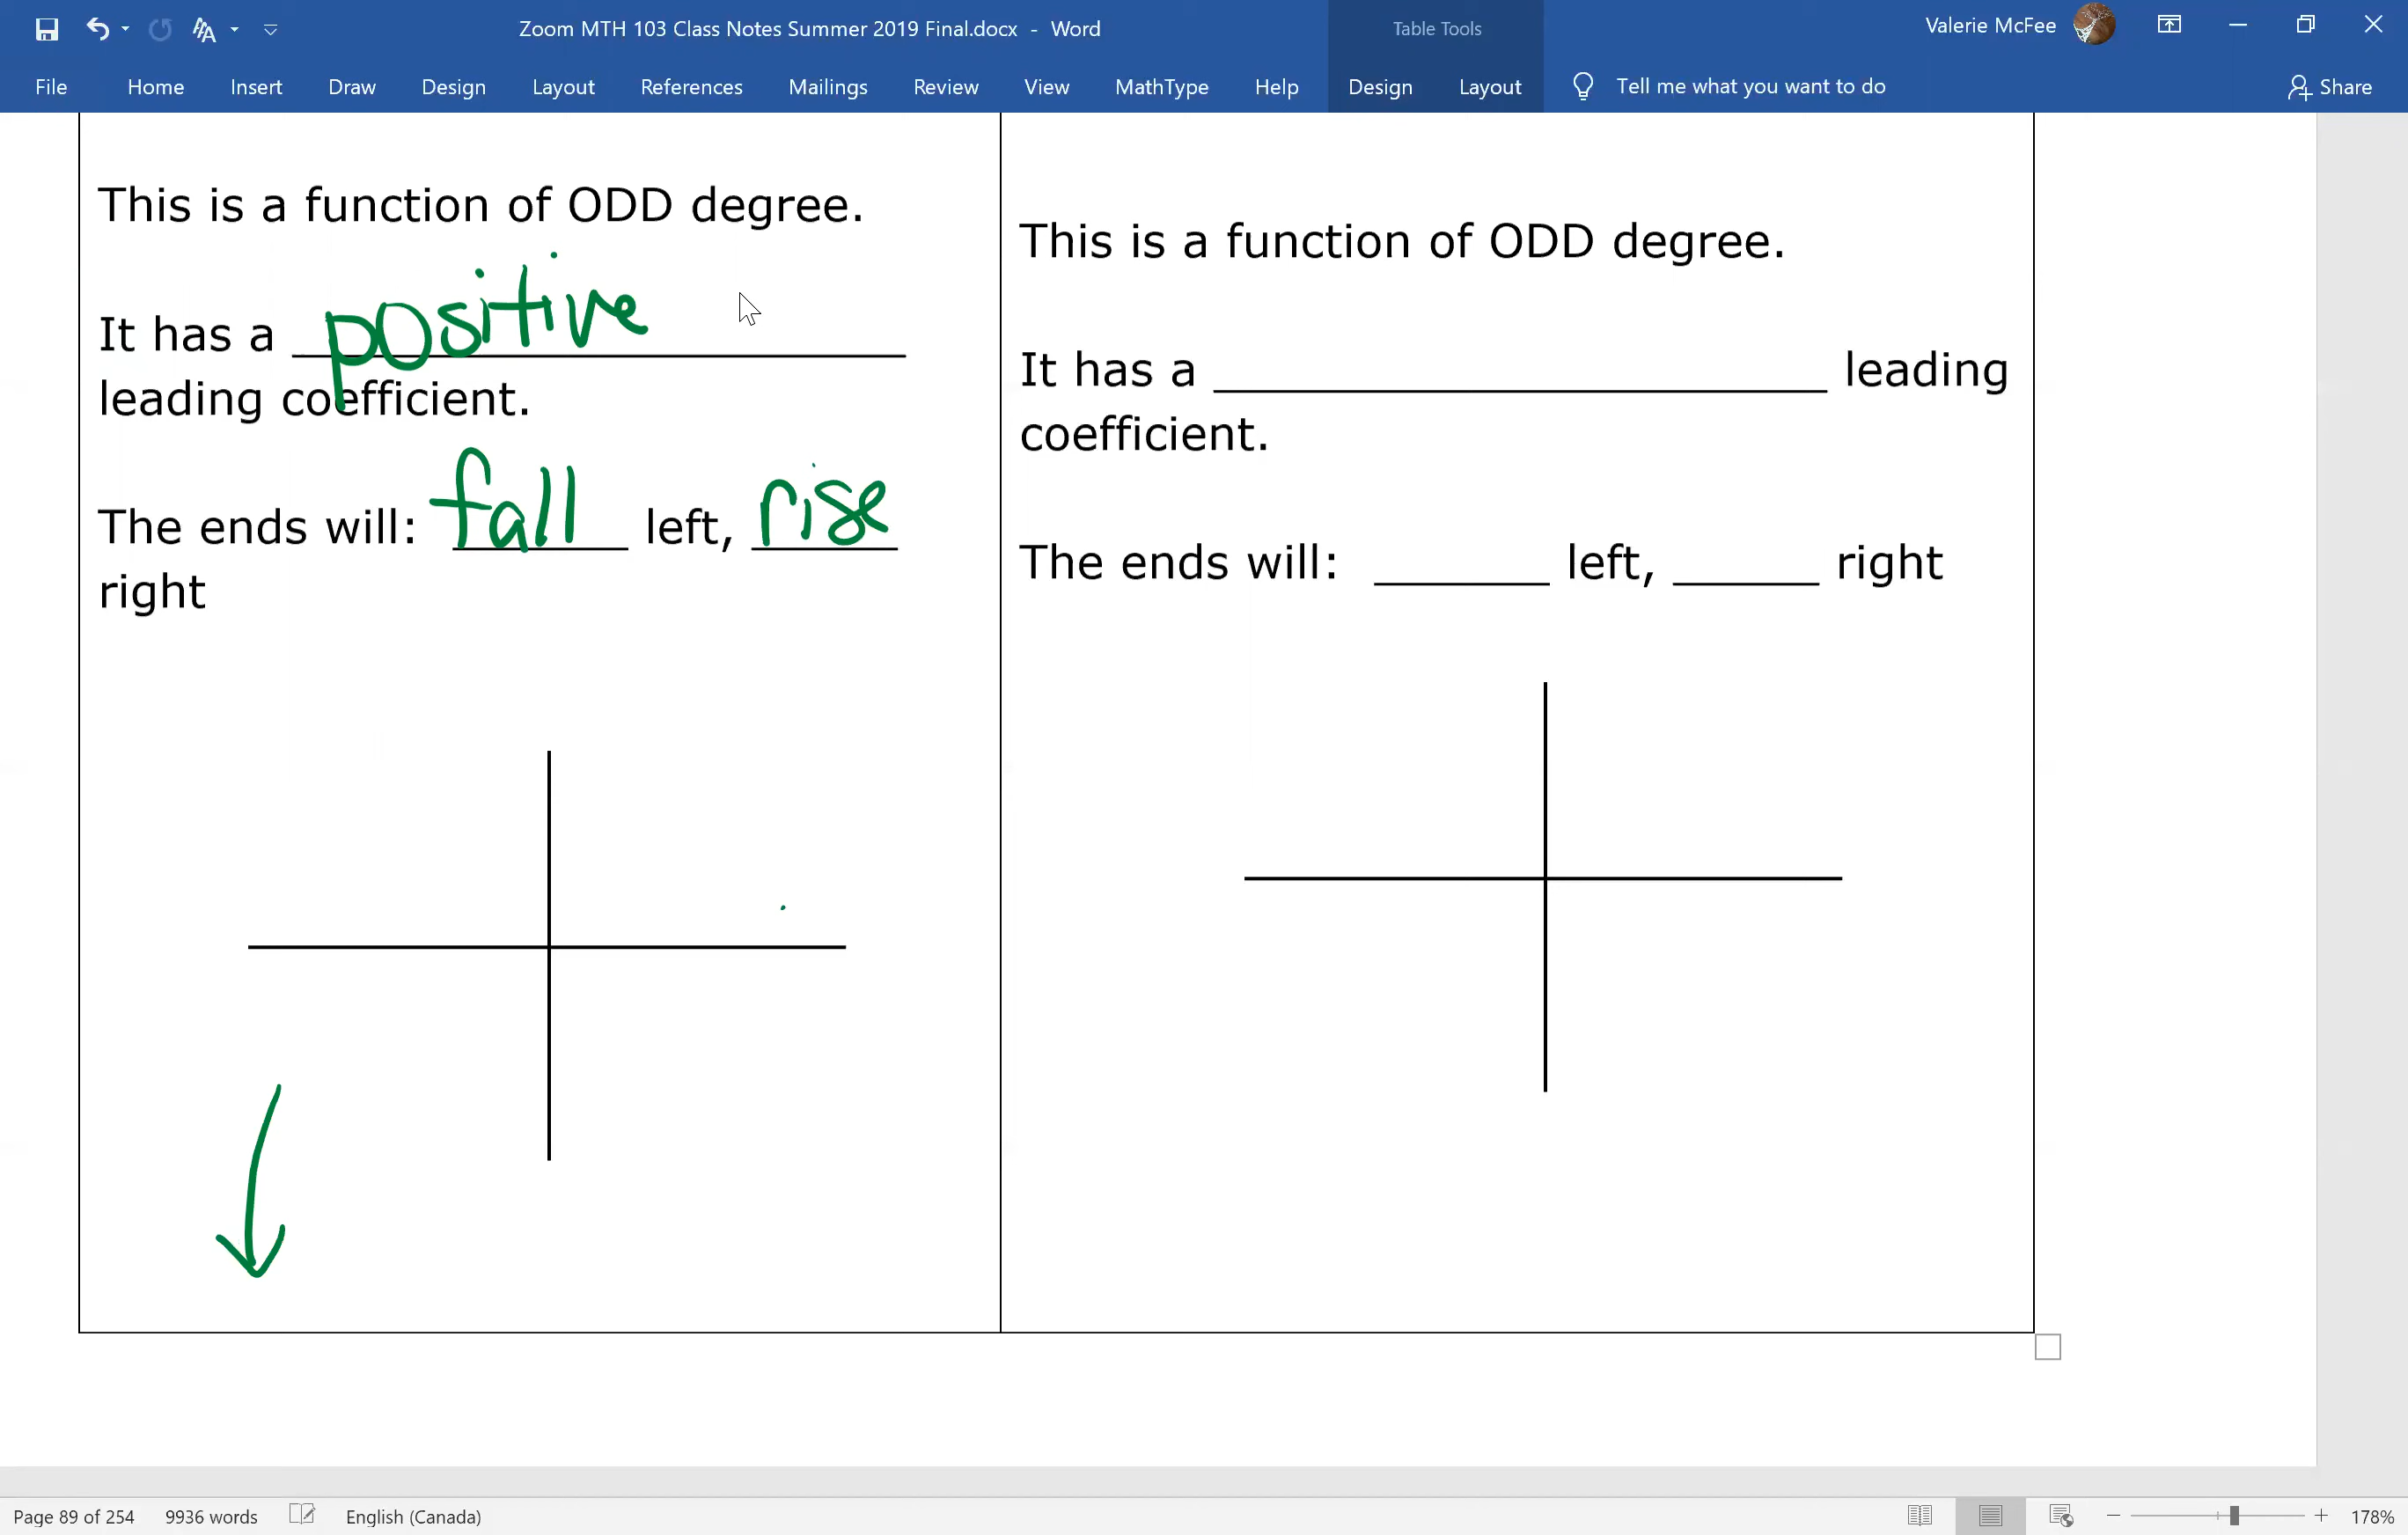 Zoom MTH 103 Class Notes Summer 2019 Final.docx - Word
Table Tools
Valerie McFee
File Home Insert Draw Design Layout References Mailings Review View MathType Help Design Layout Tell me what you want to do Share
This is a function of ODD degree.
It has a positive
leading coefficient.
The ends will: fall left, rise
right
This is a function of ODD degree.
It has a ______ leading
coefficient.
The ends will: ______ left, ______ right
Page 89 of 254 9936 words English (Canada) 178%